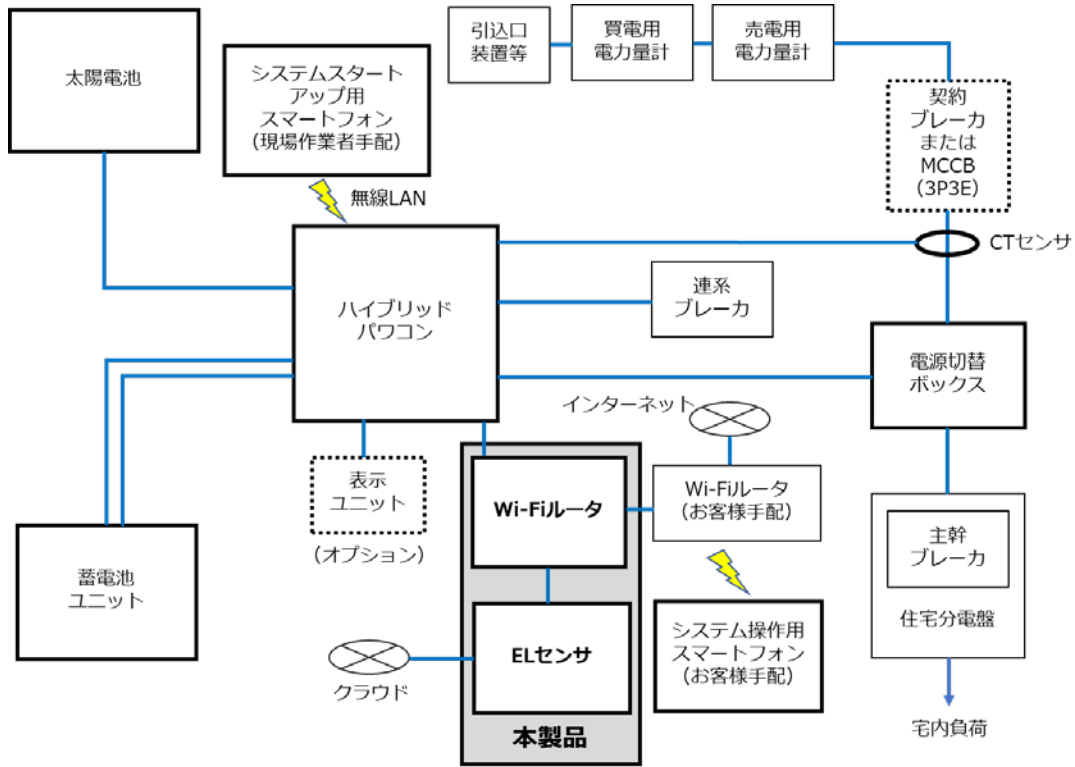 太陽電池
システムスタート
アップ用
スマートフォン
(現場作業者手配)
無線LAN
引込口
装置等
買電用
電力量計
売電用
電力量計
契約
ブレーカ
または
MCCB
(3P3E)
CTセンサ
ハイブリッド
パワコン
連系
ブレーカ
電源切替
ボックス
インターネット
表示
ユニット
(オプション)
Wi-Fiルータ
Wi-Fiルータ
(お客様手配)
主幹
ブレーカ
住宅分電盤
蓄電池
ユニット
ELセンサ
クラウド
システム操作用
スマートフォン
(お客様手配)
本製品
宅内負荷